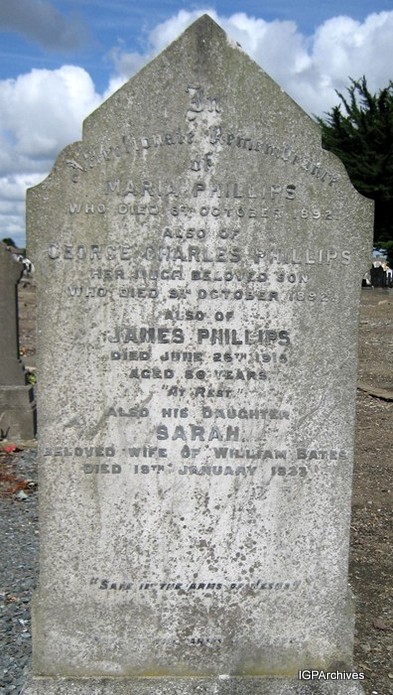 In
Affectionate Remembrance
of
MARIA PHILLIPS
WHO DIED 6TH OCTOBER 1892.
ALSO OF
GEORGE CHARLES PHILLIPS
HER MUCH BELOVED SON
WHO DIED 9TH OCTOBER 1892
ALSO OF
JAMES PHILLIPS
DIED JUNE 26TH 1915
AGED 80 YEARS
"AT REST"
ALSO HIS DAUGHTER
SARAH
BELOVED WIFE OF WILLIAM BATES
DIED 19TH JANUARY 1933
"SAFE IN THE ARMS OF JESUS"
IGPArchives